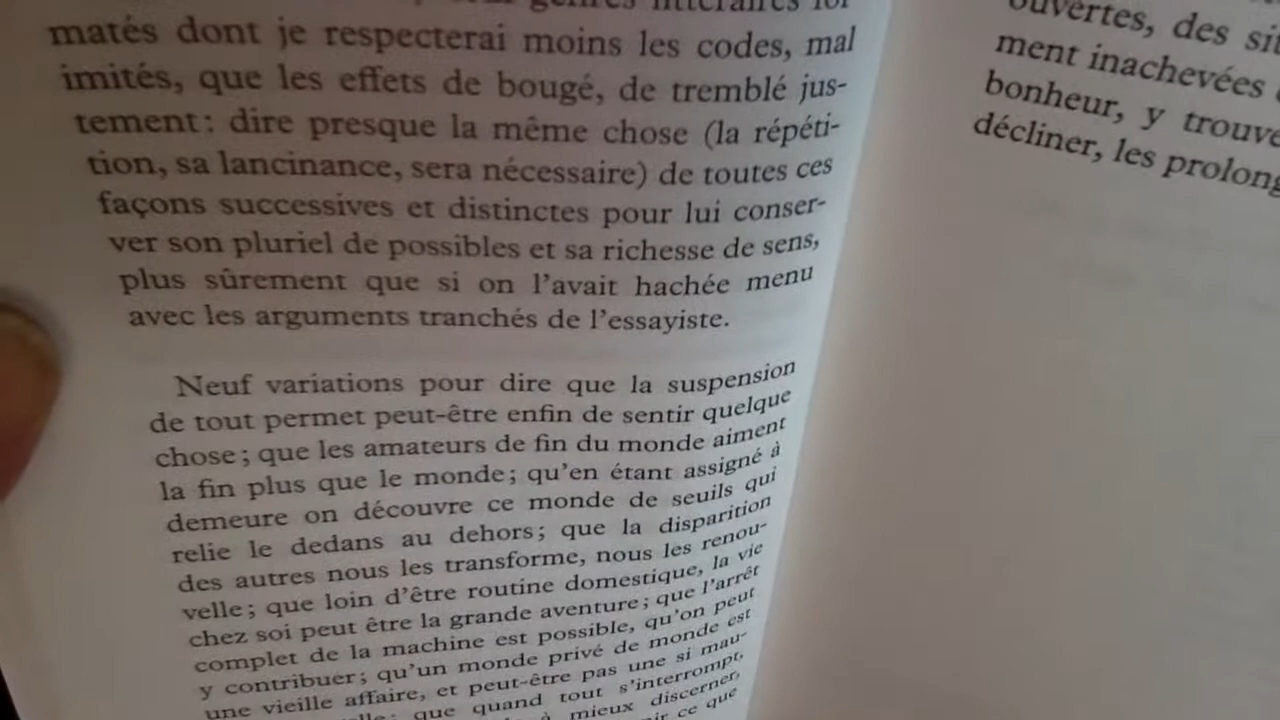 genres littéraires for
matés dont je respecterai moins les codes, mal
imités, que les effets de bougé, de tremblé jus-
tement : dire presque la même chose (la répéti-
tion, sa lancinance, sera nécessaire) de toutes ces
façons successives et distinctes pour lui conser-
ver son pluriel de possibles et sa richesse de sens,
plus sûrement que si on l’avait hachée menu
avec les arguments tranchés de l’essayiste.
Neuf variations pour dire que la suspension
de tout permet peut-être enfin de sentir quelque
chose ; que les amateurs de fin du monde aiment
la fin plus que le monde ; qu’en étant assigné à
demeure on découvre ce monde de seuils qui
relie le dedans au dehors ; que la disparition
des autres nous les transforme, nous les renou-
velle ; que loin d’être routine domestique, la vie
chez soi peut être la grande aventure ; que l’arrêt
complet de la machine est possible, qu’on peut
y contribuer ; qu’un monde privé de monde est
une vieille affaire, et peut-être pas une si mau-
que quand tout s’interrompt,
à mieux discerner,
ce que
ouvertes, des sit
ment inachevées
bonheur, y trouve
décliner, les prolong